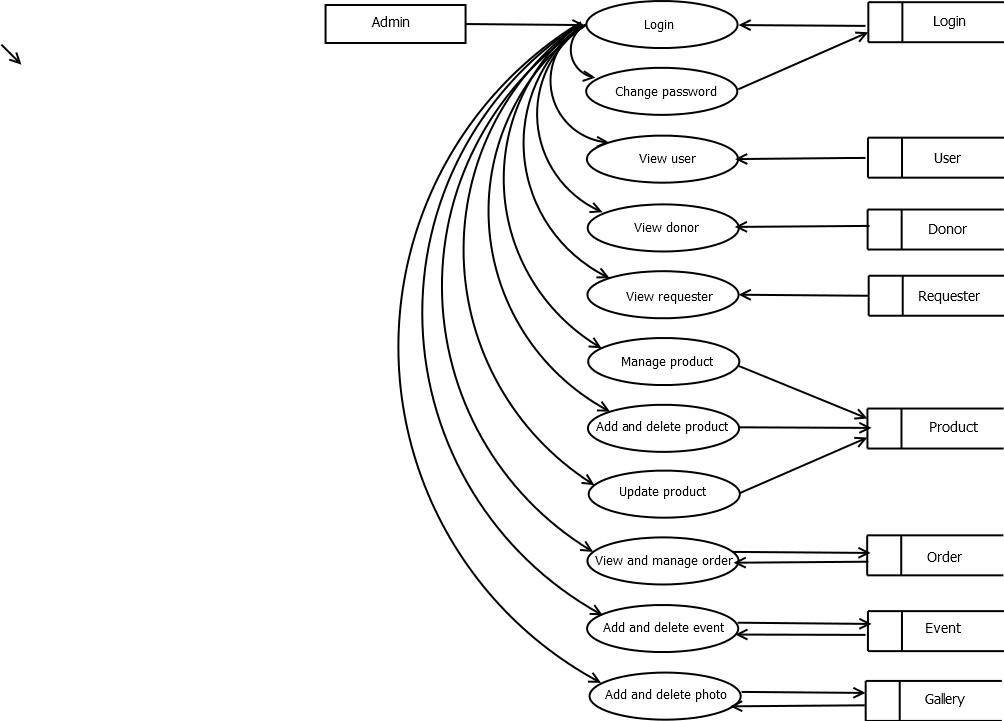 Admin
Login
Login
Change password
View user
User
View donor
Donor
View requester
Requester
Manage product
Add and delete product
Product
Update product
View and manage order
Order
Add and delete event
Event
Add and delete photo
Gallery